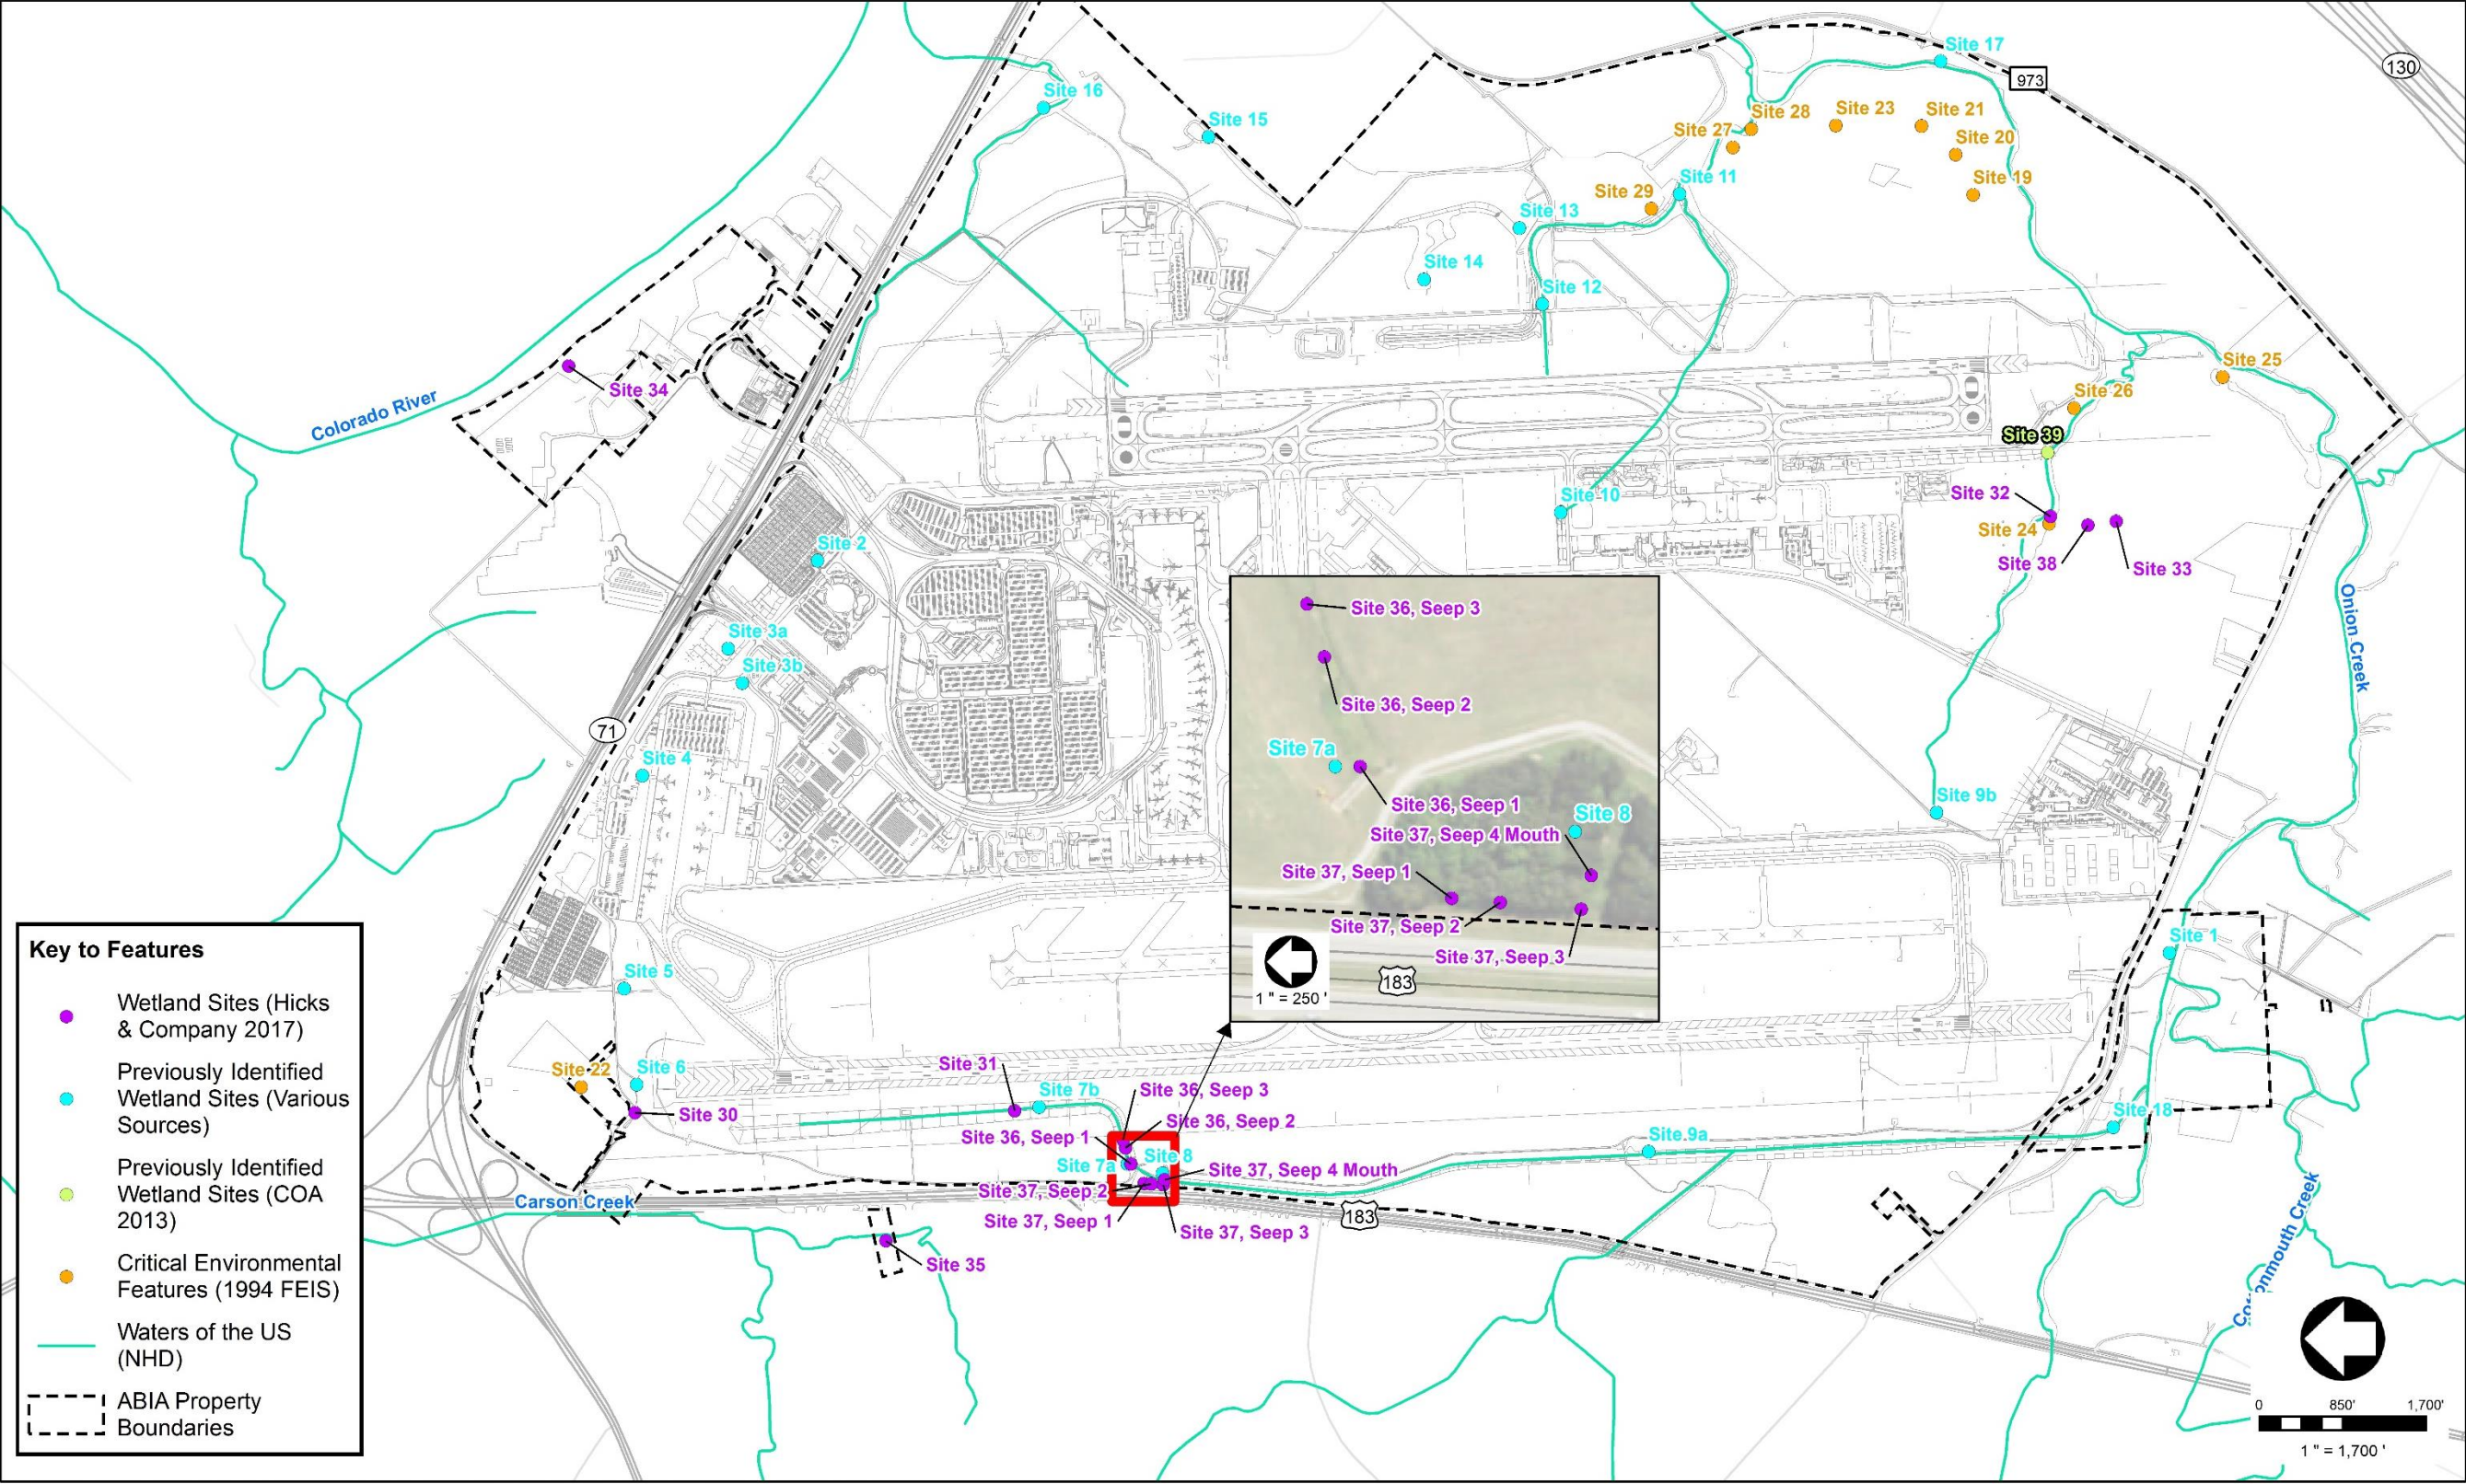 Site 17
973
130
Site 16
Site 15
Site 28
Site 23
Site 21
Site 27
Site 20
Site 11
Site 19
Site 29
Site 13
Site 14
Site 12
Site 34
Colorado River
Site 25
Site 26
Site 39
Site 10
Site 32
Site 24
Site 38
Site 33
Site 2
Onion Creek
Site 3a
Site 3b
71
Site 4
Site 36, Seep 3
Site 36, Seep 2
Site 7a
Site 36, Seep 1
Site 8
Site 37, Seep 4 Mouth
Site 37, Seep 1
Site 37, Seep 2
Site 37, Seep 3
183
1 " = 250 '
Site 9b
Site 1
Site 5
Site 22
Site 6
Site 30
Site 31
Site 7b
Site 36, Seep 3
Site 36, Seep 2
Site 36, Seep 1
Site 7a
Site 8
Site 37, Seep 4 Mouth
Site 37, Seep 2
Site 37, Seep 1
Site 37, Seep 3
Site 9a
Site 18
183
Carson Creek
Site 35
Key to Features
Wetland Sites (Hicks
& Company 2017)
Previously Identified
Wetland Sites (Various
Sources)
Previously Identified
Wetland Sites (COA
2013)
Critical Environmental
Features (1994 FEIS)
Waters of the US
(NHD)
ABIA Property
Boundaries
onmouth Creek
0 850' 1,700'
1 " = 1,700 '